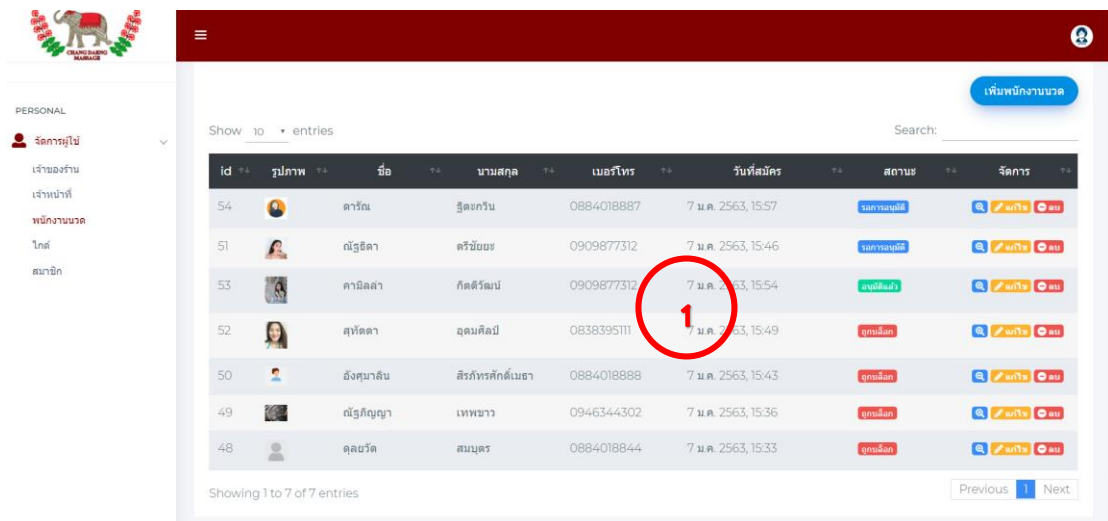 CHANG DARNG
MASSAGE
PERSONAL
จัดการผู้ใช้
เจ้าของร้าน
เจ้าหน้าที่
พนักงานนวด
ไกด์
สมาชิก
เพิ่มพนักงานนวด
Show 10 entries Search:
id รูปภาพ ชื่อ นามสกุล เบอร์โทร วันที่สมัคร สถานะ จัดการ
54 ดารัณ ฐิตะกวิน 0884018887 7 ม.ค. 2563, 15:57 รอการอนุมัติ แก้ไข ลบ
51 ณัฐธิดา ตรีชัยยะ 0909877312 7 ม.ค. 2563, 15:46 รอการอนุมัติ แก้ไข ลบ
53 คามิลล่า กิตติวัฒน์ 0909877312 7 ม.ค. 2563, 15:54 อนุมัติแล้ว แก้ไข ลบ
1
52 สุทัตตา อุดมศิลป์ 0838395111 7 ม.ค. 2563, 15:49 ถูกบล็อก แก้ไข ลบ
50 อังศุมาลิน สิรภัทรศักดิ์เมธา 0884018888 7 ม.ค. 2563, 15:43 ถูกบล็อก แก้ไข ลบ
49 ณัฐภิญญา เทพขาว 0946344302 7 ม.ค. 2563, 15:36 ถูกบล็อก แก้ไข ลบ
48 ดุลยวัต สมบุตร 0884018844 7 ม.ค. 2563, 15:33 ถูกบล็อก แก้ไข ลบ
Showing 1 to 7 of 7 entries Previous 1 Next